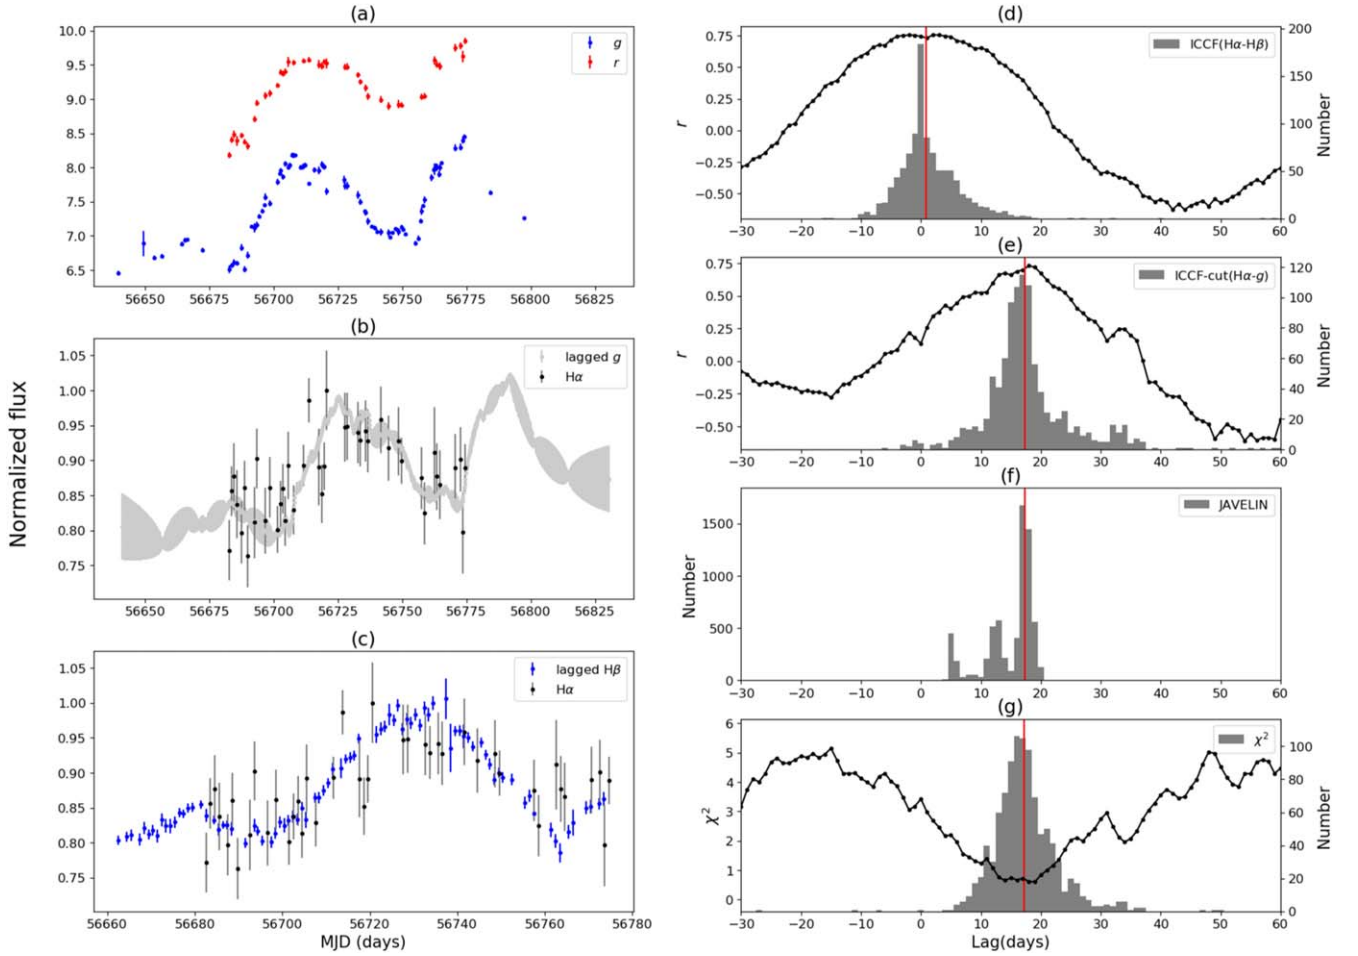 Normalized flux
(a)
10.0
9.5
9.0
8.5
8.0
7.5
7.0
6.5
g
r
56650 56675 56700 56725 56750 56775 56800 56825
(b)
1.05
1.00
0.95
0.90
0.85
0.80
0.75
lagged g
Hα
56650 56675 56700 56725 56750 56775 56800 56825
(c)
1.05
1.00
0.95
0.90
0.85
0.80
0.75
lagged Hβ
Hα
56660 56680 56700 56720 56740 56760 56780
MJD (days)
(d)
r
0.75
0.50
0.25
0.00
−0.25
−0.50
ICCF(Hα-Hβ)
200
150
100
50
0
Number
−30 −20 −10 0 10 20 30 40 50 60
(e)
r
0.75
0.50
0.25
0.00
−0.25
−0.50
ICCF-cut(Hα-g)
120
100
80
60
40
20
0
Number
−30 −20 −10 0 10 20 30 40 50 60
(f)
Number
1500
1000
500
0
JAVELIN
−30 −20 −10 0 10 20 30 40 50 60
(g)
χ²
6
5
4
3
2
1
0
χ²
100
80
60
40
20
0
Number
−30 −20 −10 0 10 20 30 40 50 60
Lag(days)